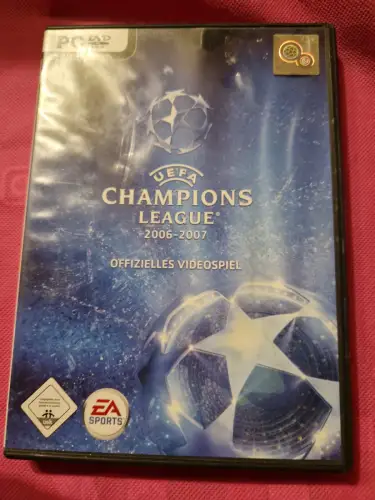 PC DVD
UEFA
CHAMPIONS
LEAGUE®
2006-2007
OFFIZIELLES VIDEOSPIEL
EA
SPORTS